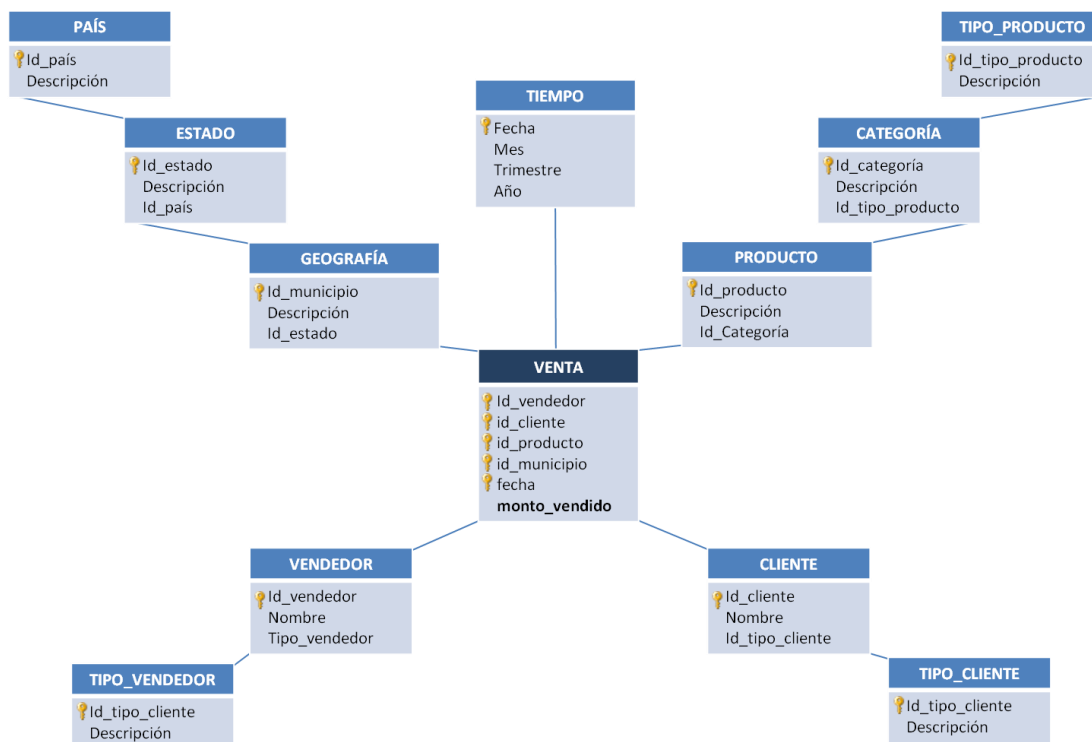 PAÍS
Id_país
Descripción
TIPO_PRODUCTO
Id_tipo_producto
Descripción
TIEMPO
Fecha
Mes
Trimestre
Año
ESTADO
Id_estado
Descripción
Id_país
CATEGORÍA
Id_categoría
Descripción
Id_tipo_producto
GEOGRAFÍA
Id_municipio
Descripción
Id_estado
PRODUCTO
Id_producto
Descripción
Id_Categoría
VENTA
Id_vendedor
id_cliente
id_producto
id_municipio
fecha
monto_vendido
VENDEDOR
Id_vendedor
Nombre
Tipo_vendedor
CLIENTE
Id_cliente
Nombre
Id_tipo_cliente
TIPO_VENDEDOR
Id_tipo_cliente
Descripción
TIPO_CLIENTE
Id_tipo_cliente
Descripción